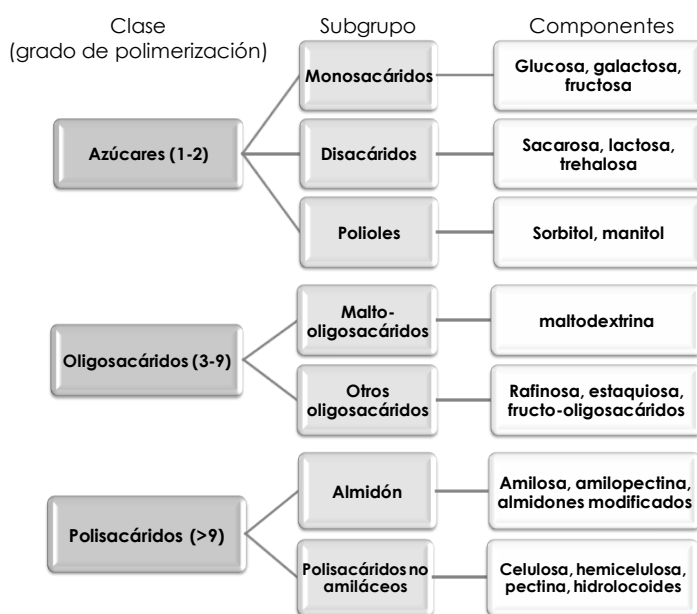 Clase
(grado de polimerización)
Subgrupo
Componentes
Azúcares (1-2)
Monosacáridos
Glucosa, galactosa,
fructosa
Disacáridos
Sacarosa, lactosa,
trehalosa
Polioles
Sorbitol, manitol
Oligosacáridos (3-9)
Malto-
oligosacáridos
maltodextrina
Otros
oligosacáridos
Rafinosa, estaquiosa,
fructo-oligosacáridos
Polisacáridos (>9)
Almidón
Amilosa, amilopectina,
almidones modificados
Polisacáridos no
amiláceos
Celulosa, hemicelulosa,
pectina, hidrolocoides